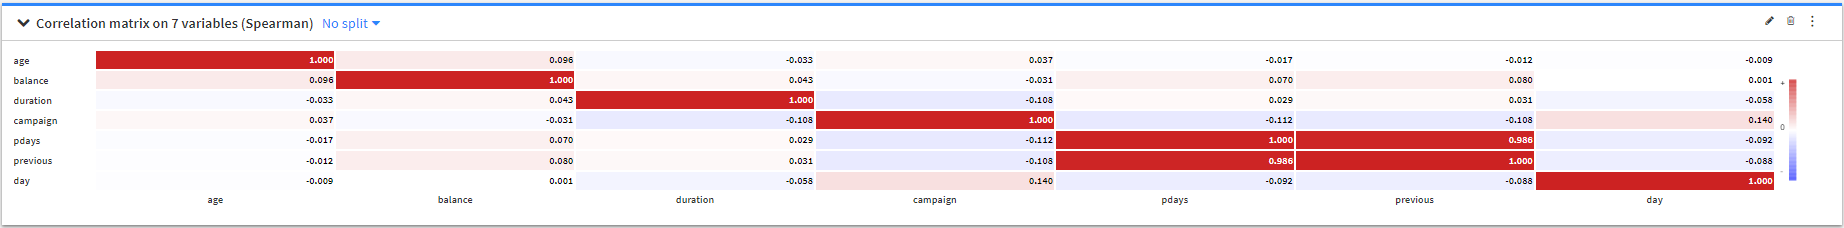 Correlation matrix on 7 variables (Spearman) No split
age 1.000 0.096 -0.033 0.037 -0.017 -0.012 -0.009
balance 0.096 1.000 0.043 -0.031 0.070 0.080 0.001
duration -0.033 0.043 1.000 -0.108 0.029 0.031 -0.058
campaign 0.037 -0.031 -0.108 1.000 -0.112 -0.108 0.140
pdays -0.017 0.070 0.029 -0.112 1.000 0.986 -0.092
previous -0.012 0.080 0.031 -0.108 0.986 1.000 -0.088
day -0.009 0.001 -0.058 0.140 -0.092 -0.088 1.000
age balance duration campaign pdays previous day
+
0
-